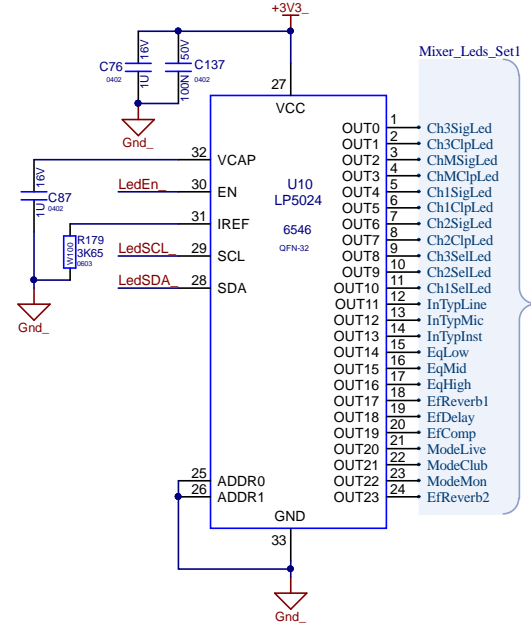 +3V3_
Mixer_Leds_Set1
C76
16V
1U
0402
50V
100N
C137
0402
Gnd_
27
VCC
32
VCAP
16V
1U
C87
0402
LedEn_
30
EN
31
IREF
W100
R179
3K65
0603
LedSCL_
29
SCL
LedSDA_
28
SDA
Gnd_
U10
LP5024
6546
QFN-32
OUT0 1 Ch3SigLed
OUT1 2 Ch3ClpLed
OUT2 3 ChMSigLed
OUT3 4 ChMClpLed
OUT4 5 Ch1SigLed
OUT5 6 Ch1ClpLed
OUT6 7 Ch2SigLed
OUT7 8 Ch2ClpLed
OUT8 9 Ch3SelLed
OUT9 10 Ch2SelLed
OUT10 11 Ch1SelLed
OUT11 12 InTypLine
OUT12 13 InTypMic
OUT13 14 InTypInst
OUT14 15 EqLow
OUT15 16 EqMid
OUT16 17 EqHigh
OUT17 18 EfReverb1
OUT18 19 EfDelay
OUT19 20 EfComp
OUT20 21 ModeLive
OUT21 22 ModeClub
OUT22 23 ModeMon
OUT23 24 EfReverb2
25 ADDR0
26 ADDR1
GND
33
Gnd_